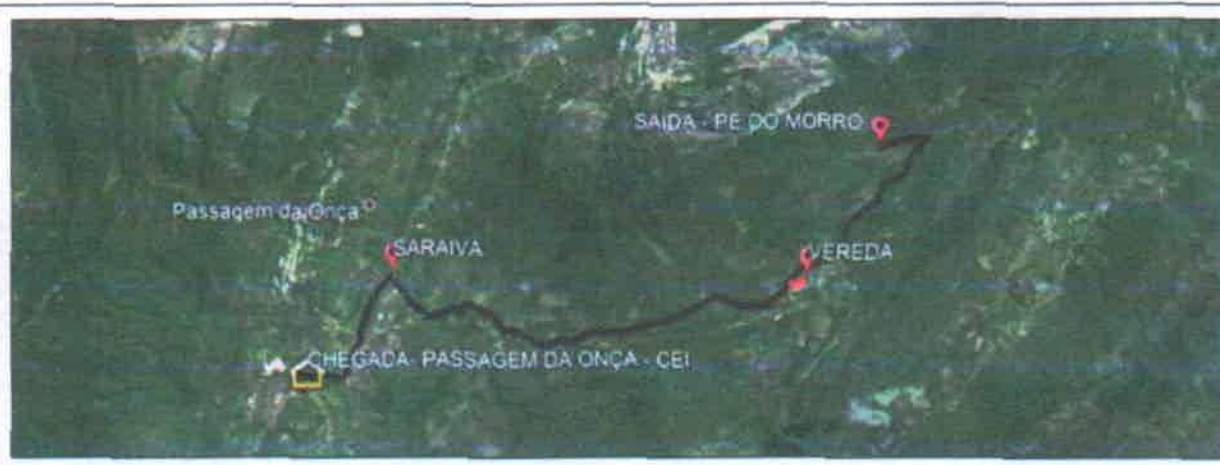 SAIDA - PE DO MORRO
Passagem da Onça
SARAIVA
VEREDA
CHEGADA- PASSAGEM DA ONÇA - CEI